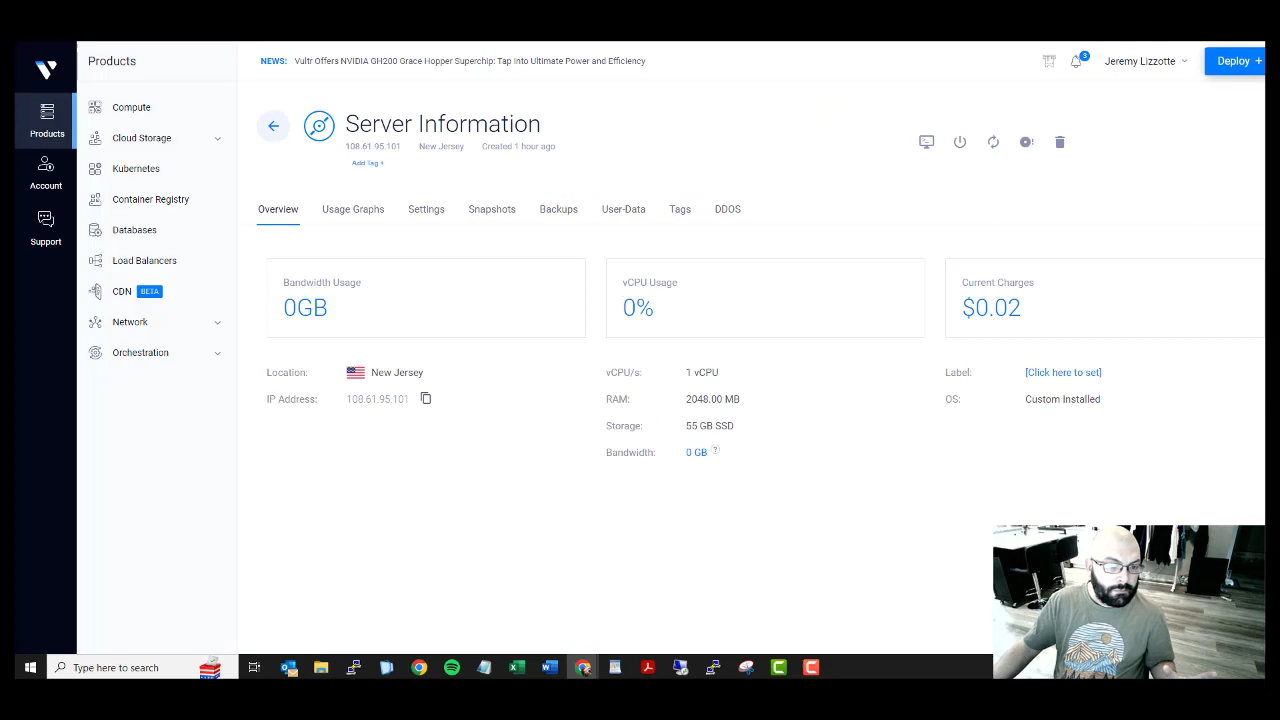 Products
NEWS: Vultr Offers NVIDIA GH200 Grace Hopper Superchip: Tap into Ultimate Power and Efficiency
3
Jeremy Lizzotte
Deploy +
Products
Account
Support
Compute
Cloud Storage
Kubernetes
Container Registry
Databases
Load Balancers
CDN BETA
Network
Orchestration
Server Information
108.61.95.101 New Jersey Created 1 hour ago
Add Tag +
Overview Usage Graphs Settings Snapshots Backups User-Data Tags DDOS
Bandwidth Usage
0GB
vCPU Usage
0%
Current Charges
$0.02
Location: New Jersey
IP Address: 108.61.95.101
vCPU/s: 1 vCPU
RAM: 2048.00 MB
Storage: 55 GB SSD
Bandwidth: 0 GB ?
Label: [Click here to set]
OS: Custom Installed
Type here to search